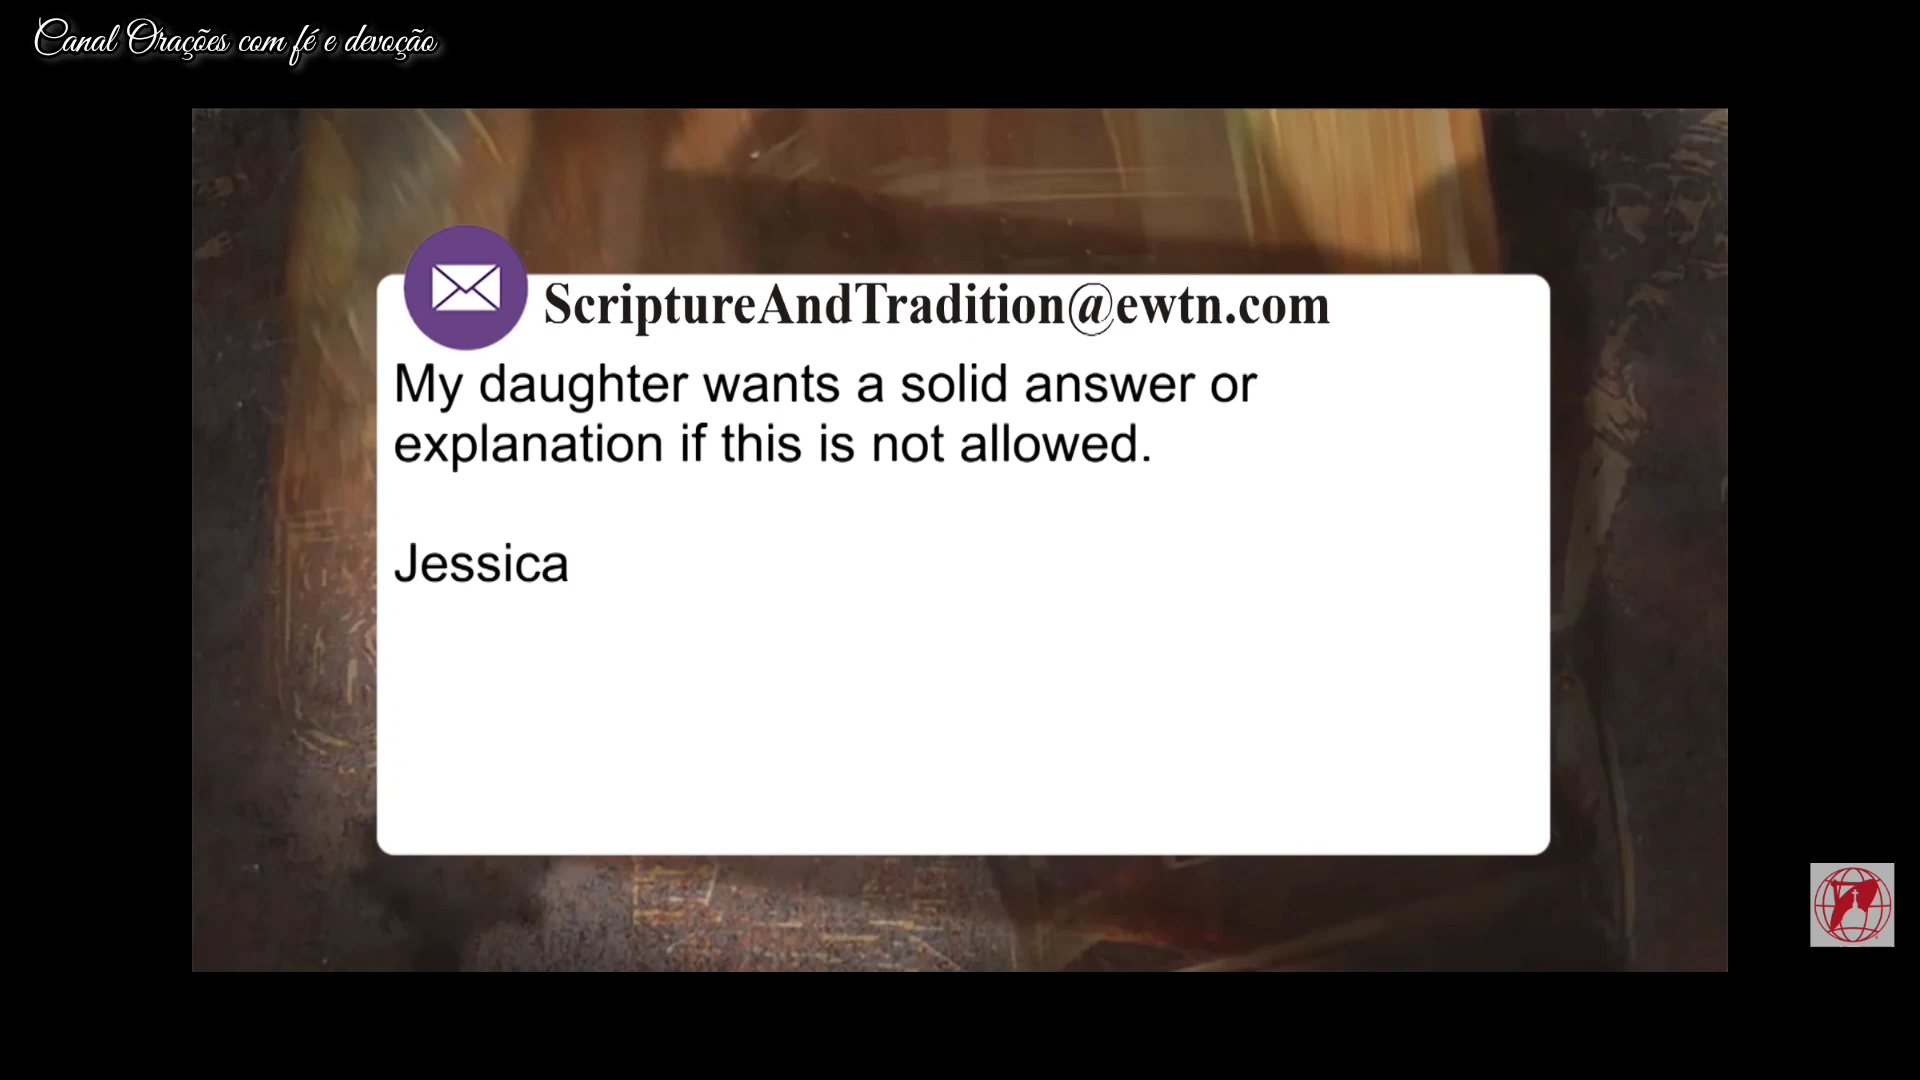 Canal Orações com fé e devoção
ScriptureAndTradition@ewtn.com
My daughter wants a solid answer or
explanation if this is not allowed.
Jessica